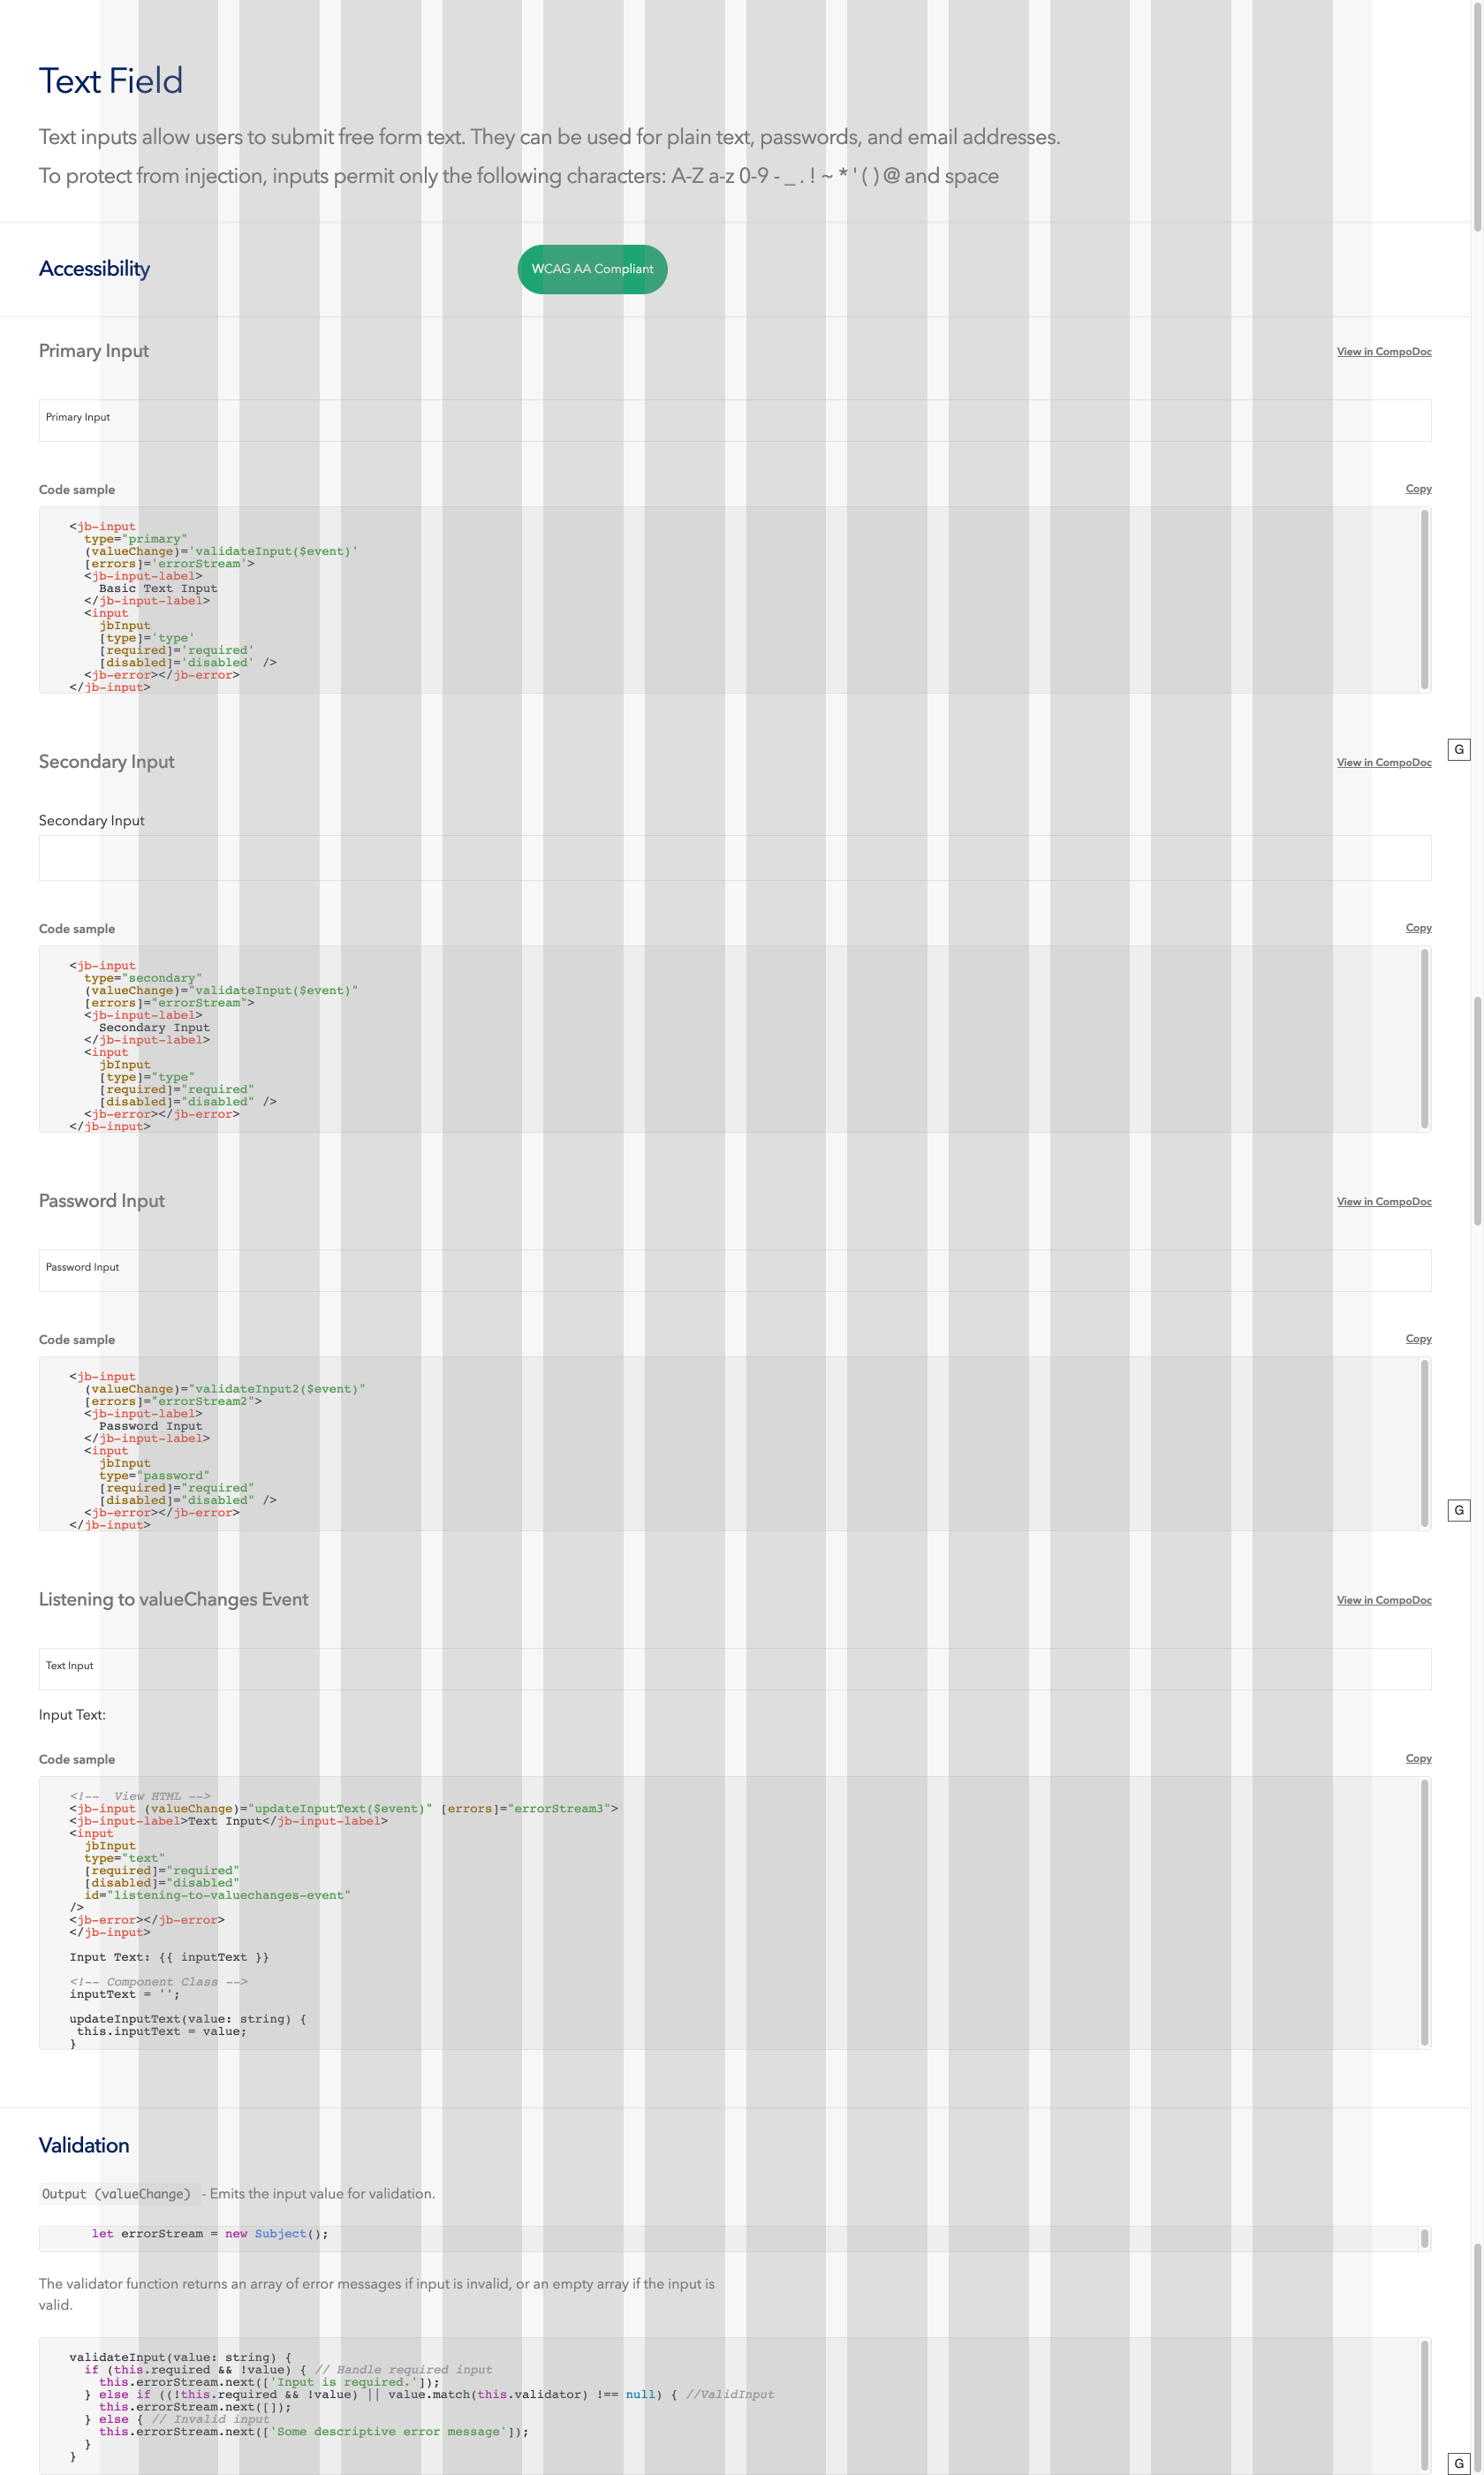 Text Field
Text inputs allow users to submit free form text. They can be used for plain text, passwords, and email addresses.
To protect from injection, inputs permit only the following characters: A-Z a-z 0-9 - _ . ! ~ * ' ( ) @ and space
Accessibility
WCAG AA Compliant
Primary Input
View in CompoDoc
Primary Input
Code sample
Copy
<jb-input
  type="primary"
  (valueChange)='validateInput($event)'
  [errors]='errorStream'>
  <jb-input-label>
    Basic Text Input
  </jb-input-label>
  <input
    jbInput
    [type]='type'
    [required]='required'
    [disabled]='disabled' />
  <jb-error></jb-error>
</jb-input>
G
Secondary Input
View in CompoDoc
Secondary Input
Code sample
Copy
<jb-input
  type="secondary"
  (valueChange)="validateInput($event)"
  [errors]="errorStream">
  <jb-input-label>
    Secondary Input
  </jb-input-label>
  <input
    jbInput
    [type]="type"
    [required]="required"
    [disabled]="disabled" />
  <jb-error></jb-error>
</jb-input>
Password Input
View in CompoDoc
Password Input
Code sample
Copy
<jb-input
  (valueChange)="validateInput2($event)"
  [errors]="errorStream2">
  <jb-input-label>
    Password Input
  </jb-input-label>
  <input
    jbInput
    type="password"
    [required]="required"
    [disabled]="disabled" />
  <jb-error></jb-error>
</jb-input>
G
Listening to valueChanges Event
View in CompoDoc
Text Input
Input Text:
Code sample
Copy
<!--  View HTML -->
<jb-input (valueChange)="updateInputText($event)" [errors]="errorStream3">
<jb-input-label>Text Input</jb-input-label>
<input
  jbInput
  type="text"
  [required]="required"
  [disabled]="disabled"
  id="listening-to-valuechanges-event"
/>
<jb-error></jb-error>
</jb-input>
Input Text: {{ inputText }}
<!-- Component Class -->
inputText = '';
updateInputText(value: string) {
 this.inputText = value;
}
Validation
Output (valueChange) - Emits the input value for validation.
let errorStream = new Subject();
The validator function returns an array of error messages if input is invalid, or an empty array if the input is
valid.
validateInput(value: string) {
  if (this.required && !value) { // Handle required input
    this.errorStream.next(['Input is required.']);
  } else if ((!this.required && !value) || value.match(this.validator) !== null) { //ValidInput
    this.errorStream.next([]);
  } else { // Invalid input
    this.errorStream.next(['Some descriptive error message']);
  }
}
G